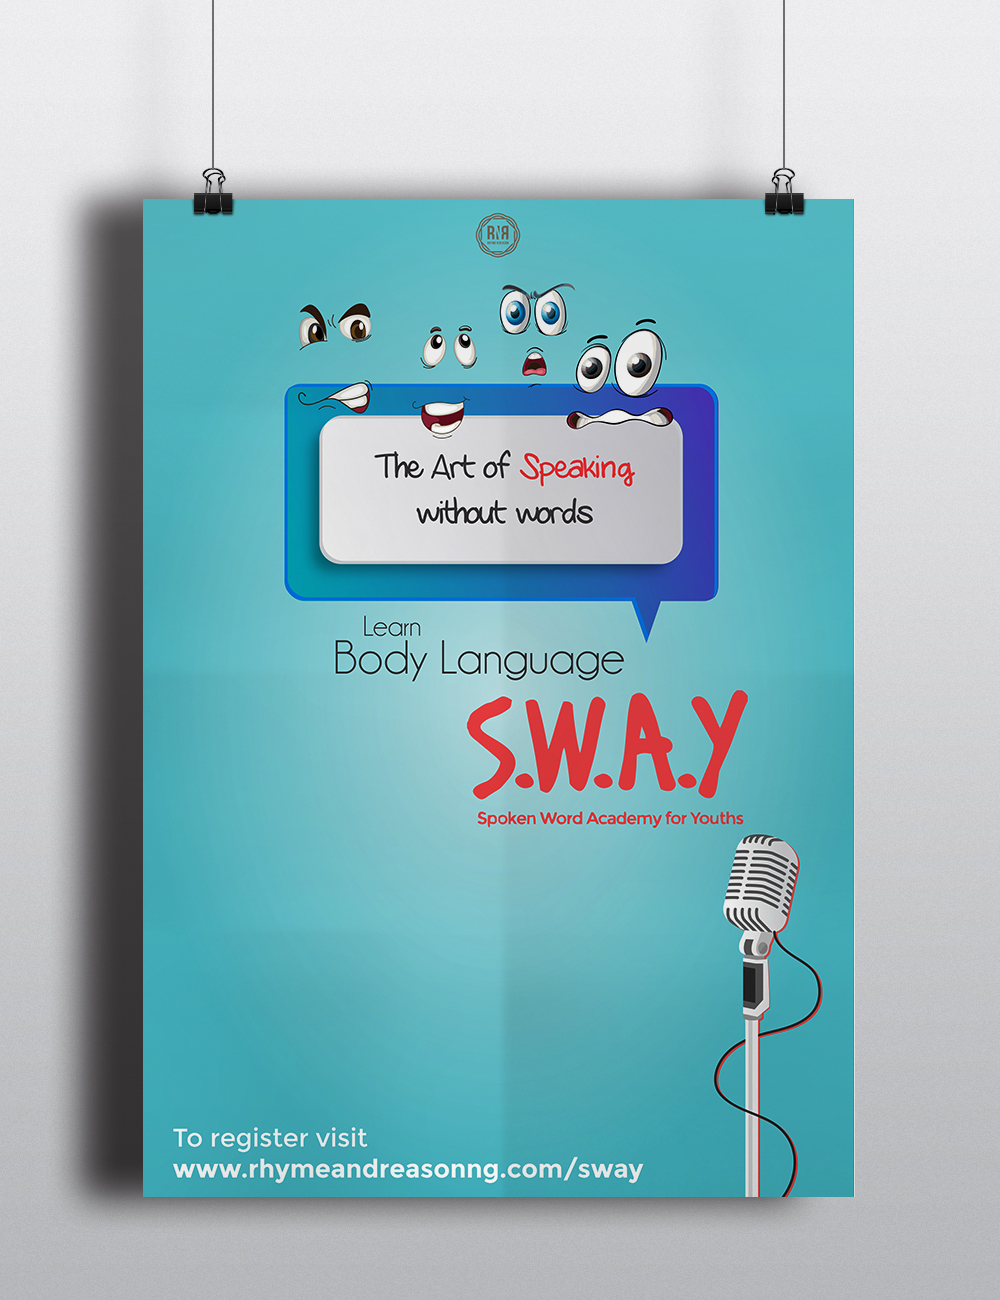 RNR
The Art of Speaking
without words
Learn
Body Language
S.W.A.Y
Spoken Word Academy for Youths
To register visit
www.rhymeandreasonng.com/sway